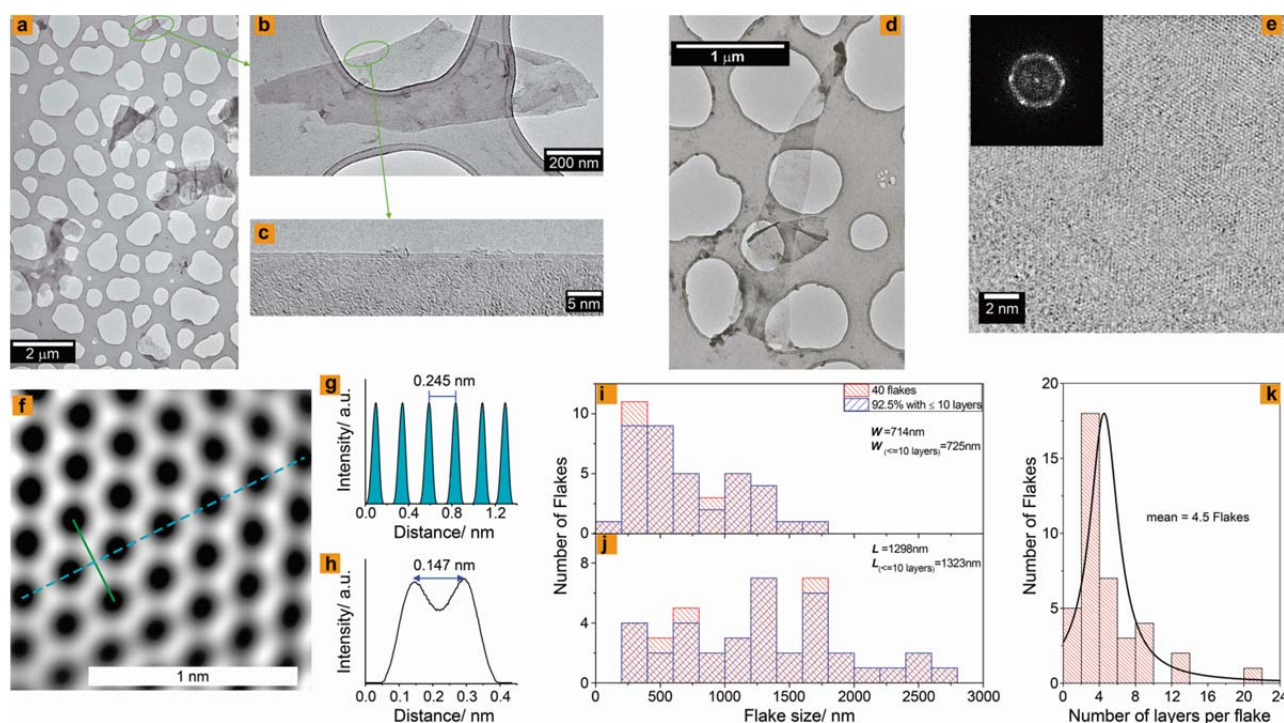 a
b
200 nm
c
5 nm
2 μm
d
1 μm
e
2 nm
f
1 nm
g
0.245 nm
Intensity/ a.u.
0.0 0.4 0.8 1.2
Distance/ nm
h
0.147 nm
Intensity/ a.u.
0.0 0.1 0.2 0.3 0.4
Distance/ nm
i
40 flakes
92.5% with ≤ 10 layers
W =714nm
W (<=10 layers)=725nm
10
5
0
Number of Flakes
j
L =1298nm
L(<=10 layers)=1323nm
8
4
0
0 500 1000 1500 2000 2500 3000
Flake size/ nm
k
20
15
10
5
0
Number of Flakes
mean = 4.5 Flakes
0 4 8 12 16 20 24
Number of layers per flake